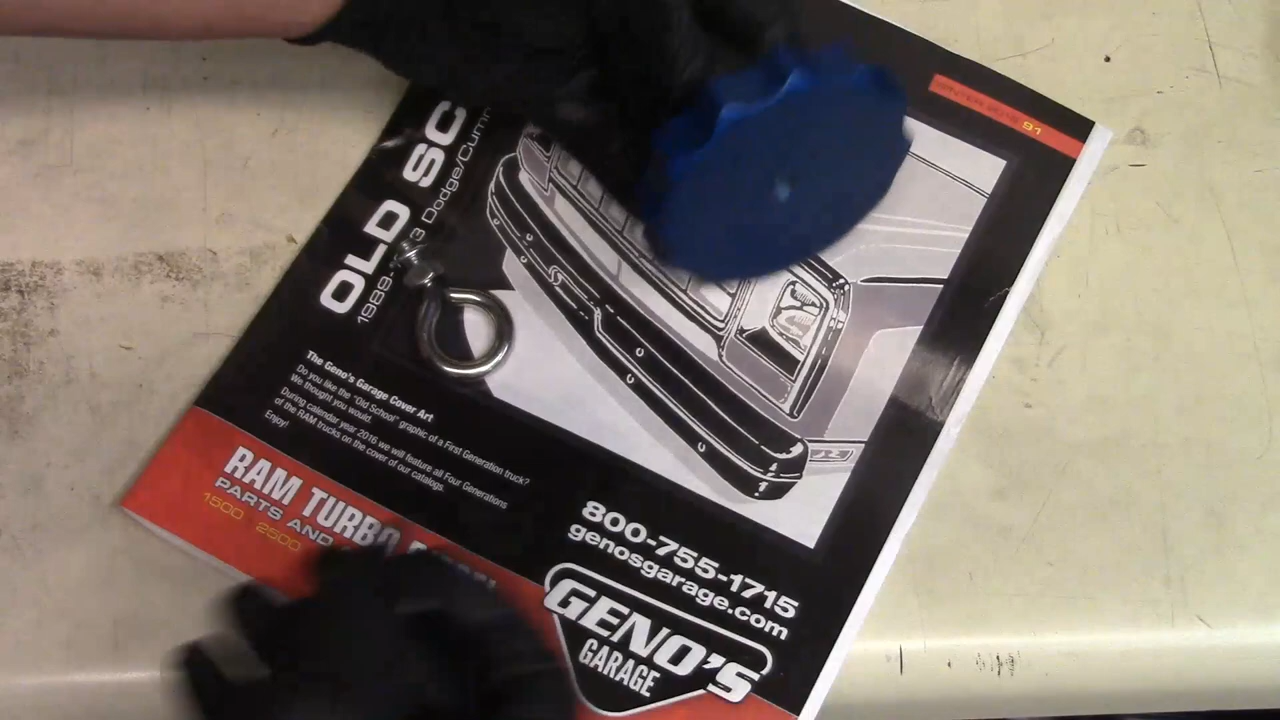 WINTER 2016 91
OLD SC
1989- 3 Dodge/Cumm
The Geno's Garage Cover Art
Do you like the "Old School" graphic of a First Generation truck?
We thought you would.
During calendar year 2016 we will feature all Four Generations
of the RAM trucks on the cover of our catalogs.
Enjoy!
RAM TURBO
PARTS AND
1500 2500
800-755-1715
genosgarage.com
GENO'S
GARAGE